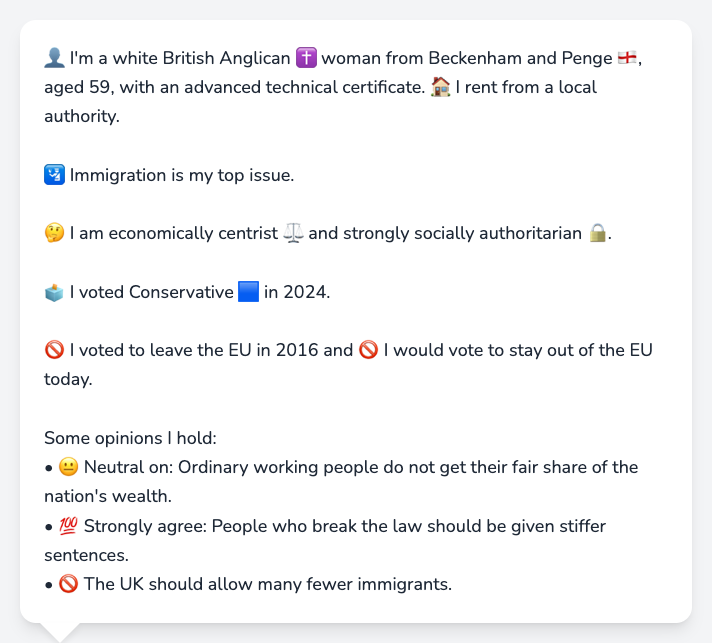 👤 I'm a white British Anglican ✝️ woman from Beckenham and Penge 🏴󠁧󠁢󠁥󠁮󠁧󠁿,
aged 59, with an advanced technical certificate. 🏠 I rent from a local
authority.
🛂 Immigration is my top issue.
🤔 I am economically centrist ⚖️ and strongly socially authoritarian 🔒.
🗳️ I voted Conservative 🟦 in 2024.
🚫 I voted to leave the EU in 2016 and 🚫 I would vote to stay out of the EU
today.
Some opinions I hold:
• 😐 Neutral on: Ordinary working people do not get their fair share of the
nation's wealth.
• 💯 Strongly agree: People who break the law should be given stiffer
sentences.
• 🚫 The UK should allow many fewer immigrants.